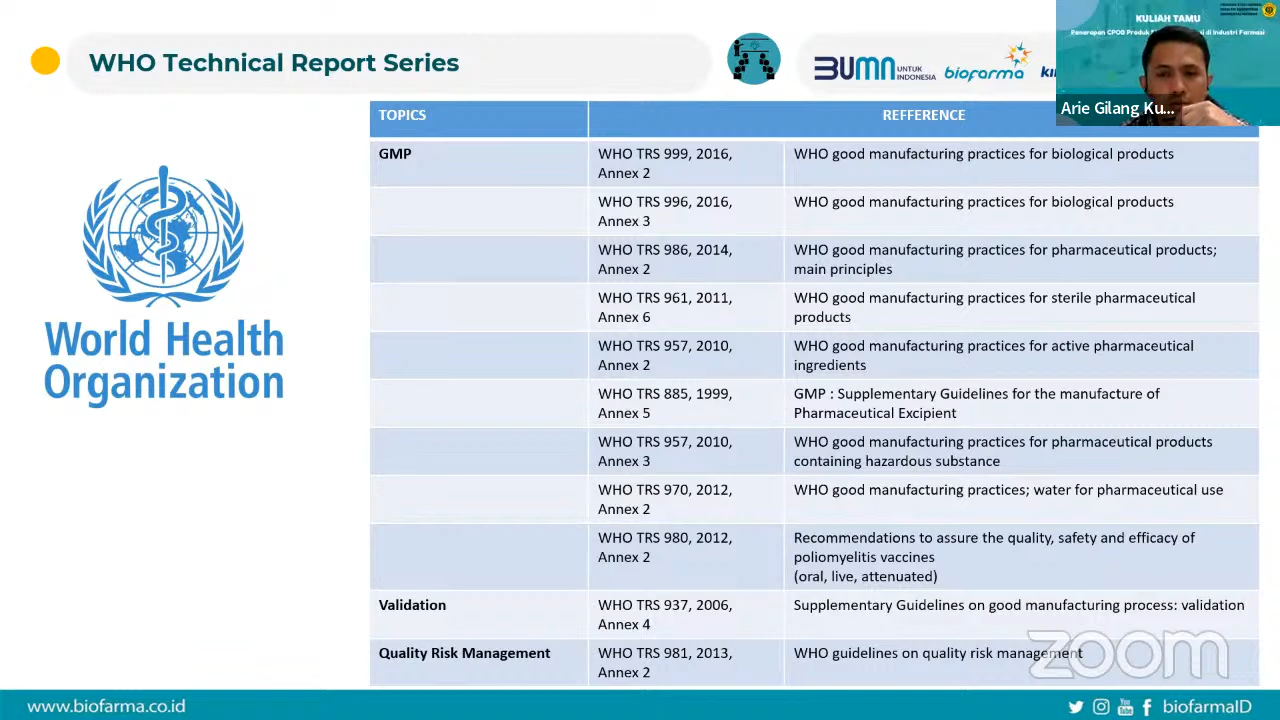 WHO Technical Report Series
BUMN UNTUK
INDONESIA
biofarma
KULIAH TAMU
Penerapan CPOB Produk
di Industri Farmasi
Arie Gilang Ku...
World Health
Organization
TOPICS
REFFERENCE
GMP
WHO TRS 999, 2016,
Annex 2
WHO good manufacturing practices for biological products
WHO TRS 996, 2016,
Annex 3
WHO good manufacturing practices for biological products
WHO TRS 986, 2014,
Annex 2
WHO good manufacturing practices for pharmaceutical products;
main principles
WHO TRS 961, 2011,
Annex 6
WHO good manufacturing practices for sterile pharmaceutical
products
WHO TRS 957, 2010,
Annex 2
WHO good manufacturing practices for active pharmaceutical
ingredients
WHO TRS 885, 1999,
Annex 5
GMP : Supplementary Guidelines for the manufacture of
Pharmaceutical Excipient
WHO TRS 957, 2010,
Annex 3
WHO good manufacturing practices for pharmaceutical products
containing hazardous substance
WHO TRS 970, 2012,
Annex 2
WHO good manufacturing practices; water for pharmaceutical use
WHO TRS 980, 2012,
Annex 2
Recommendations to assure the quality, safety and efficacy of
poliomyelitis vaccines
(oral, live, attenuated)
Validation
WHO TRS 937, 2006,
Annex 4
Supplementary Guidelines on good manufacturing process: validation
Quality Risk Management
WHO TRS 981, 2013,
Annex 2
WHO guidelines on quality risk management
zoom
www.biofarma.co.id
biofarmaID